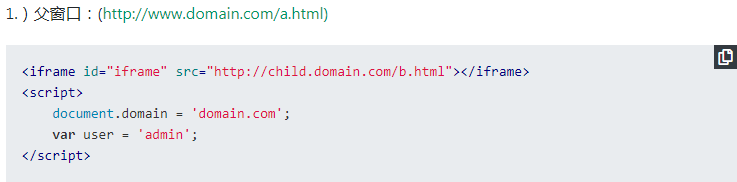 1.）父窗口：(http://www.domain.com/a.html)
<iframe id="iframe" src="http://child.domain.com/b.html"></iframe>
<script>
    document.domain = 'domain.com';
    var user = 'admin';
</script>